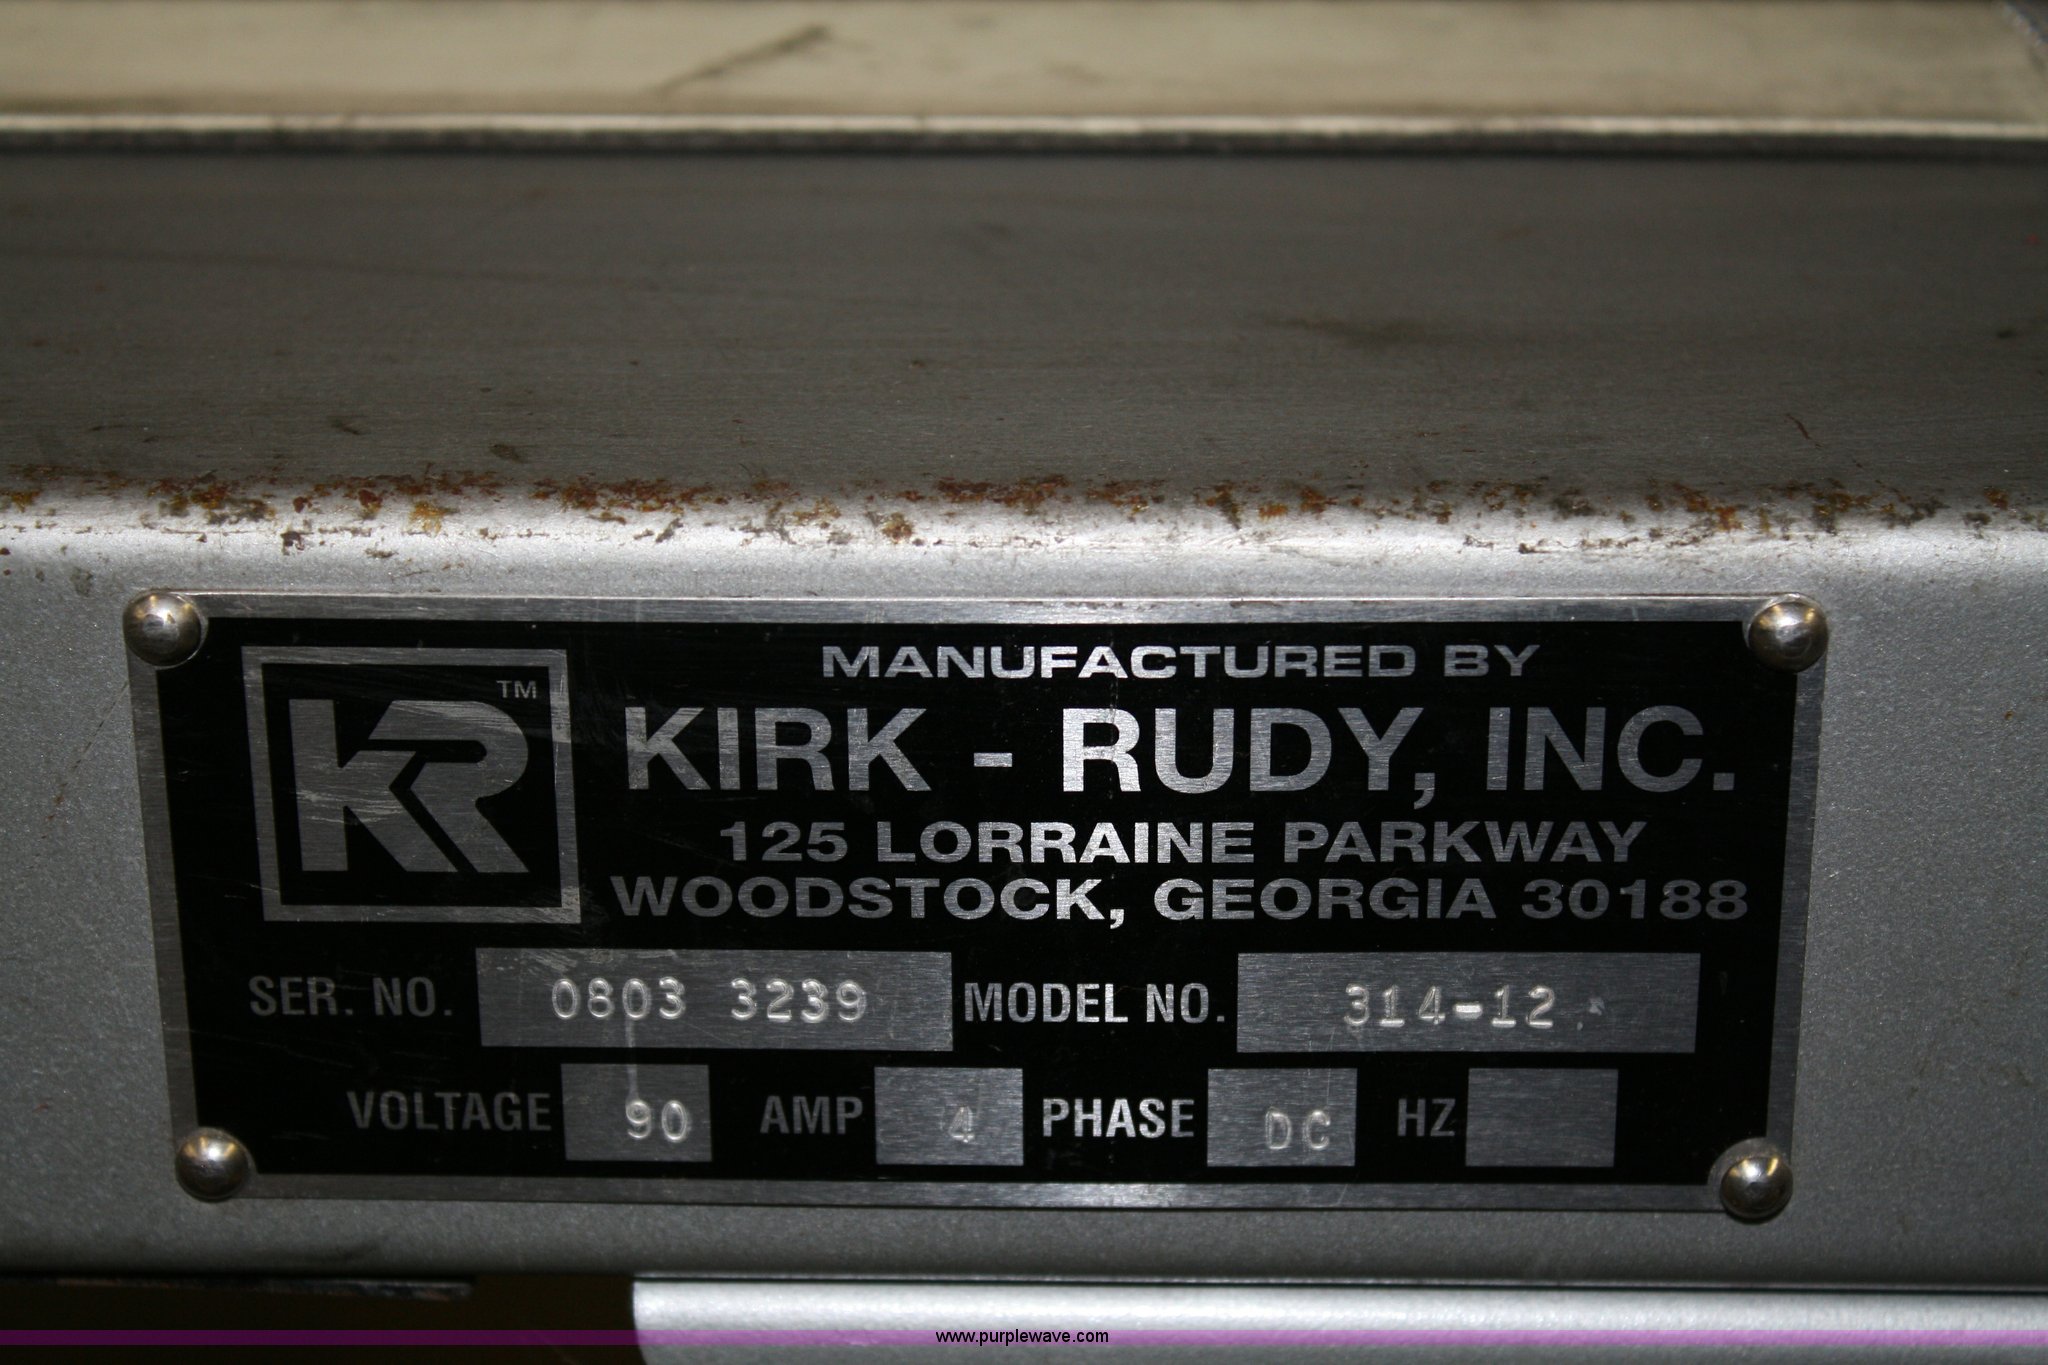 KR TM
MANUFACTURED BY
KIRK - RUDY, INC.
125 LORRAINE PARKWAY
WOODSTOCK, GEORGIA 30188
SER. NO. 0803 3239 MODEL NO. 314-12
VOLTAGE 90 AMP 4 PHASE DC HZ
www.purplewave.com